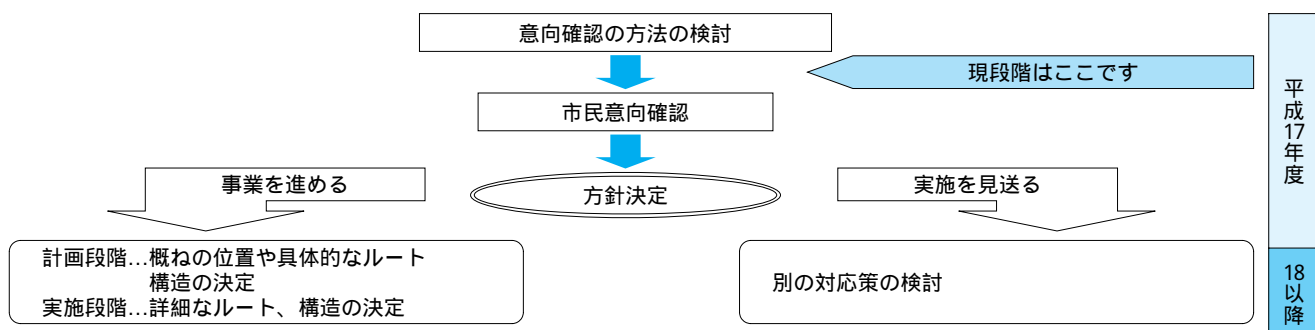 意向確認の方法の検討
現段階はここです
市民意向確認
事業を進める
方針決定
実施を見送る
計画段階…概ねの位置や具体的なルート
構造の決定
実施段階…詳細なルート、構造の決定
別の対応策の検討
平成17年度
18以降